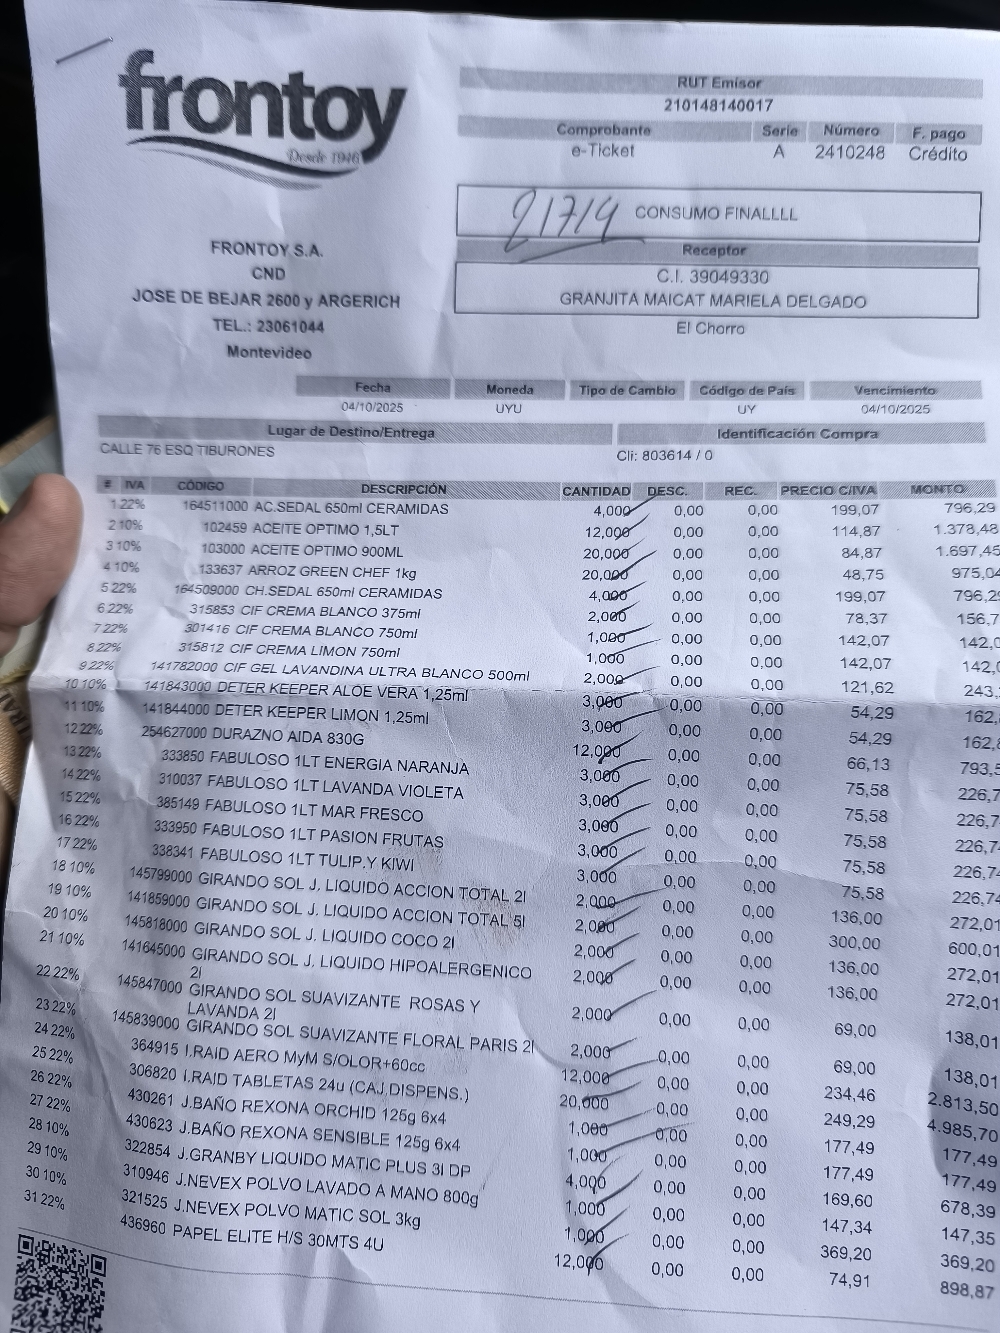 frontoy
Desde 1946
FRONTOY S.A.
CND
JOSE DE BEJAR 2600 y ARGERICH
TEL.: 23061044
Montevideo
RUT Emisor
210148140017
Comprobante Serie Número F. pago
e-Ticket A 2410248 Crédito
21714 CONSUMO FINALLLL
Receptor
C.I. 39049330
GRANJITA MAICAT MARIELA DELGADO
El Chorro
Fecha Moneda Tipo de Cambio Código de País Vencimiento
04/10/2025 UYU UY 04/10/2025
Lugar de Destino/Entrega Identificación Compra
CALLE 76 ESQ TIBURONES Cli: 803614 / 0
# IVA CÓDIGO DESCRIPCIÓN CANTIDAD DESC. REC. PRECIO C/IVA MONTO
1 22% 164511000 AC.SEDAL 650ml CERAMIDAS 4,000 0,00 0,00 199,07 796,29
2 10% 102459 ACEITE OPTIMO 1,5LT 12,000 0,00 0,00 114,87 1.378,48
3 10% 103000 ACEITE OPTIMO 900ML 20,000 0,00 0,00 84,87 1.697,45
4 10% 133637 ARROZ GREEN CHEF 1kg 20,000 0,00 0,00 48,75 975,04
5 22% 164509000 CH.SEDAL 650ml CERAMIDAS 4,000 0,00 0,00 199,07 796,29
6 22% 315853 CIF CREMA BLANCO 375ml 2,000 0,00 0,00 78,37 156,7
7 22% 301416 CIF CREMA BLANCO 750ml 1,000 0,00 0,00 142,07 142,0
8 22% 315812 CIF CREMA LIMON 750ml 1,000 0,00 0,00 142,07 142,0
9 22% 141782000 CIF GEL LAVANDINA ULTRA BLANCO 500ml 2,000 0,00 0,00 121,62 243,
10 10% 141843000 DETER KEEPER ALOE VERA 1,25ml 3,000 0,00 0,00 54,29 162,
11 10% 141844000 DETER KEEPER LIMON 1,25ml 3,000 0,00 0,00 54,29 162,8
12 22% 254627000 DURAZNO AIDA 830G 12,000 0,00 0,00 66,13 793,5
13 22% 333850 FABULOSO 1LT ENERGIA NARANJA 3,000 0,00 0,00 75,58 226,7
14 22% 310037 FABULOSO 1LT LAVANDA VIOLETA 3,000 0,00 0,00 75,58 226,7
15 22% 385149 FABULOSO 1LT MAR FRESCO 3,000 0,00 0,00 75,58 226,74
16 22% 333950 FABULOSO 1LT PASION FRUTAS 3,000 0,00 0,00 75,58 226,74
17 22% 338341 FABULOSO 1LT TULIP.Y KIWI 3,000 0,00 0,00 75,58 226,74
18 10% 145799000 GIRANDO SOL J. LIQUIDO ACCION TOTAL 2l 2,000 0,00 0,00 136,00 272,01
19 10% 141859000 GIRANDO SOL J. LIQUIDO ACCION TOTAL 5l 2,000 0,00 0,00 300,00 600,01
20 10% 145818000 GIRANDO SOL J. LIQUIDO COCO 2l 2,000 0,00 0,00 136,00 272,01
21 10% 141645000 GIRANDO SOL J. LIQUIDO HIPOALERGENICO 2,000 0,00 0,00 136,00 272,01
2l
22 22% 145847000 GIRANDO SOL SUAVIZANTE ROSAS Y 2,000 0,00 0,00 69,00 138,01
LAVANDA 2l
23 22% 145839000 GIRANDO SOL SUAVIZANTE FLORAL PARIS 2l 2,000 0,00 0,00 69,00 138,01
24 22% 364915 I.RAID AERO MyM S/OLOR+60cc 12,000 0,00 0,00 234,46 2.813,50
25 22% 306820 I.RAID TABLETAS 24u (CAJ.DISPENS.) 20,000 0,00 0,00 249,29 4.985,70
26 22% 430261 J.BAÑO REXONA ORCHID 125g 6x4 1,000 0,00 0,00 177,49 177,49
27 22% 430623 J.BAÑO REXONA SENSIBLE 125g 6x4 1,000 0,00 0,00 177,49 177,49
28 10% 322854 J.GRANBY LIQUIDO MATIC PLUS 3l DP 4,000 0,00 0,00 169,60 678,39
29 10% 310946 J.NEVEX POLVO LAVADO A MANO 800g 1,000 0,00 0,00 147,34 147,35
30 10% 321525 J.NEVEX POLVO MATIC SOL 3kg 1,000 0,00 0,00 369,20 369,20
31 22% 436960 PAPEL ELITE H/S 30MTS 4U 12,000 0,00 0,00 74,91 898,87